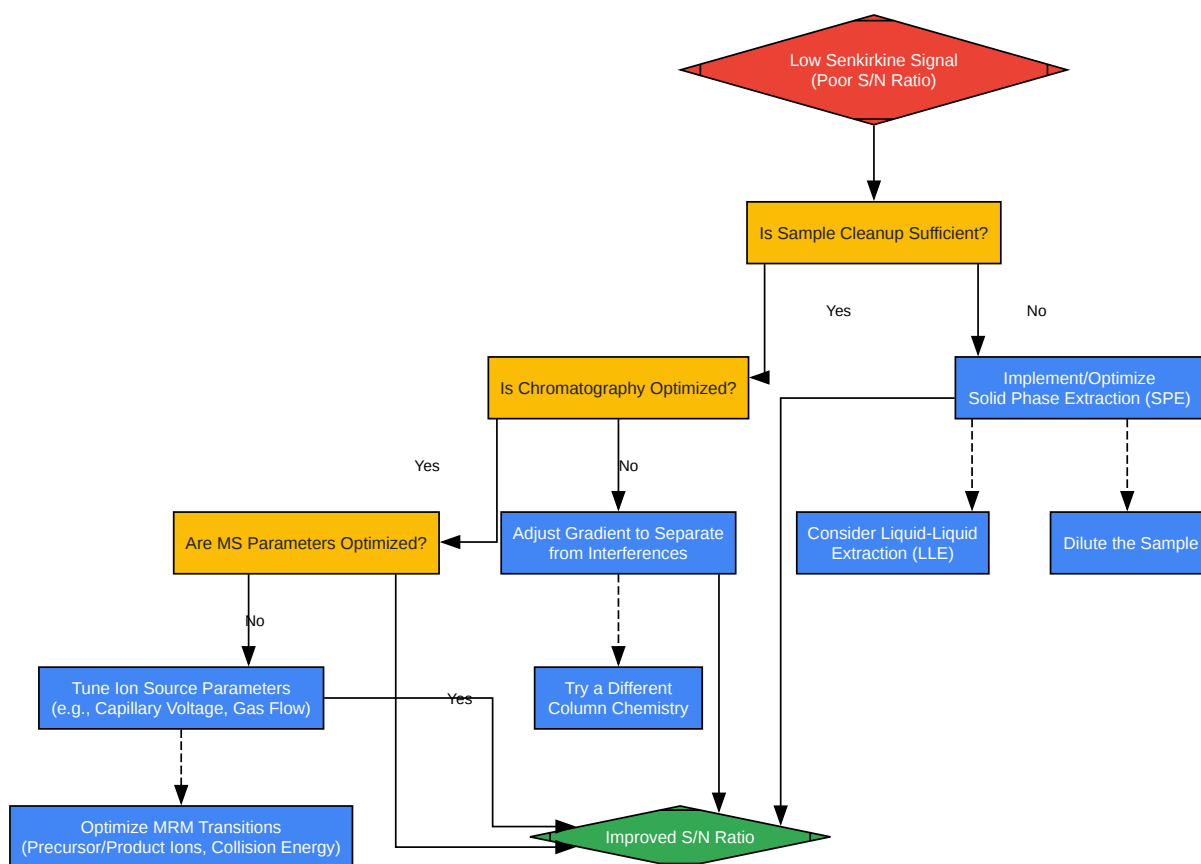 Low Senkirkine Signal
(Poor S/N Ratio)
Is Sample Cleanup Sufficient?
Yes
No
Is Chromatography Optimized?
Implement/Optimize
Solid Phase Extraction (SPE)
Yes
No
Are MS Parameters Optimized?
Adjust Gradient to Separate
from Interferences
Consider Liquid-Liquid
Extraction (LLE)
Dilute the Sample
No
Tune Ion Source Parameters
(e.g., Capillary Voltage, Gas Flow)
Yes
Try a Different
Column Chemistry
Optimize MRM Transitions
(Precursor/Product Ions, Collision Energy)
Improved S/N Ratio